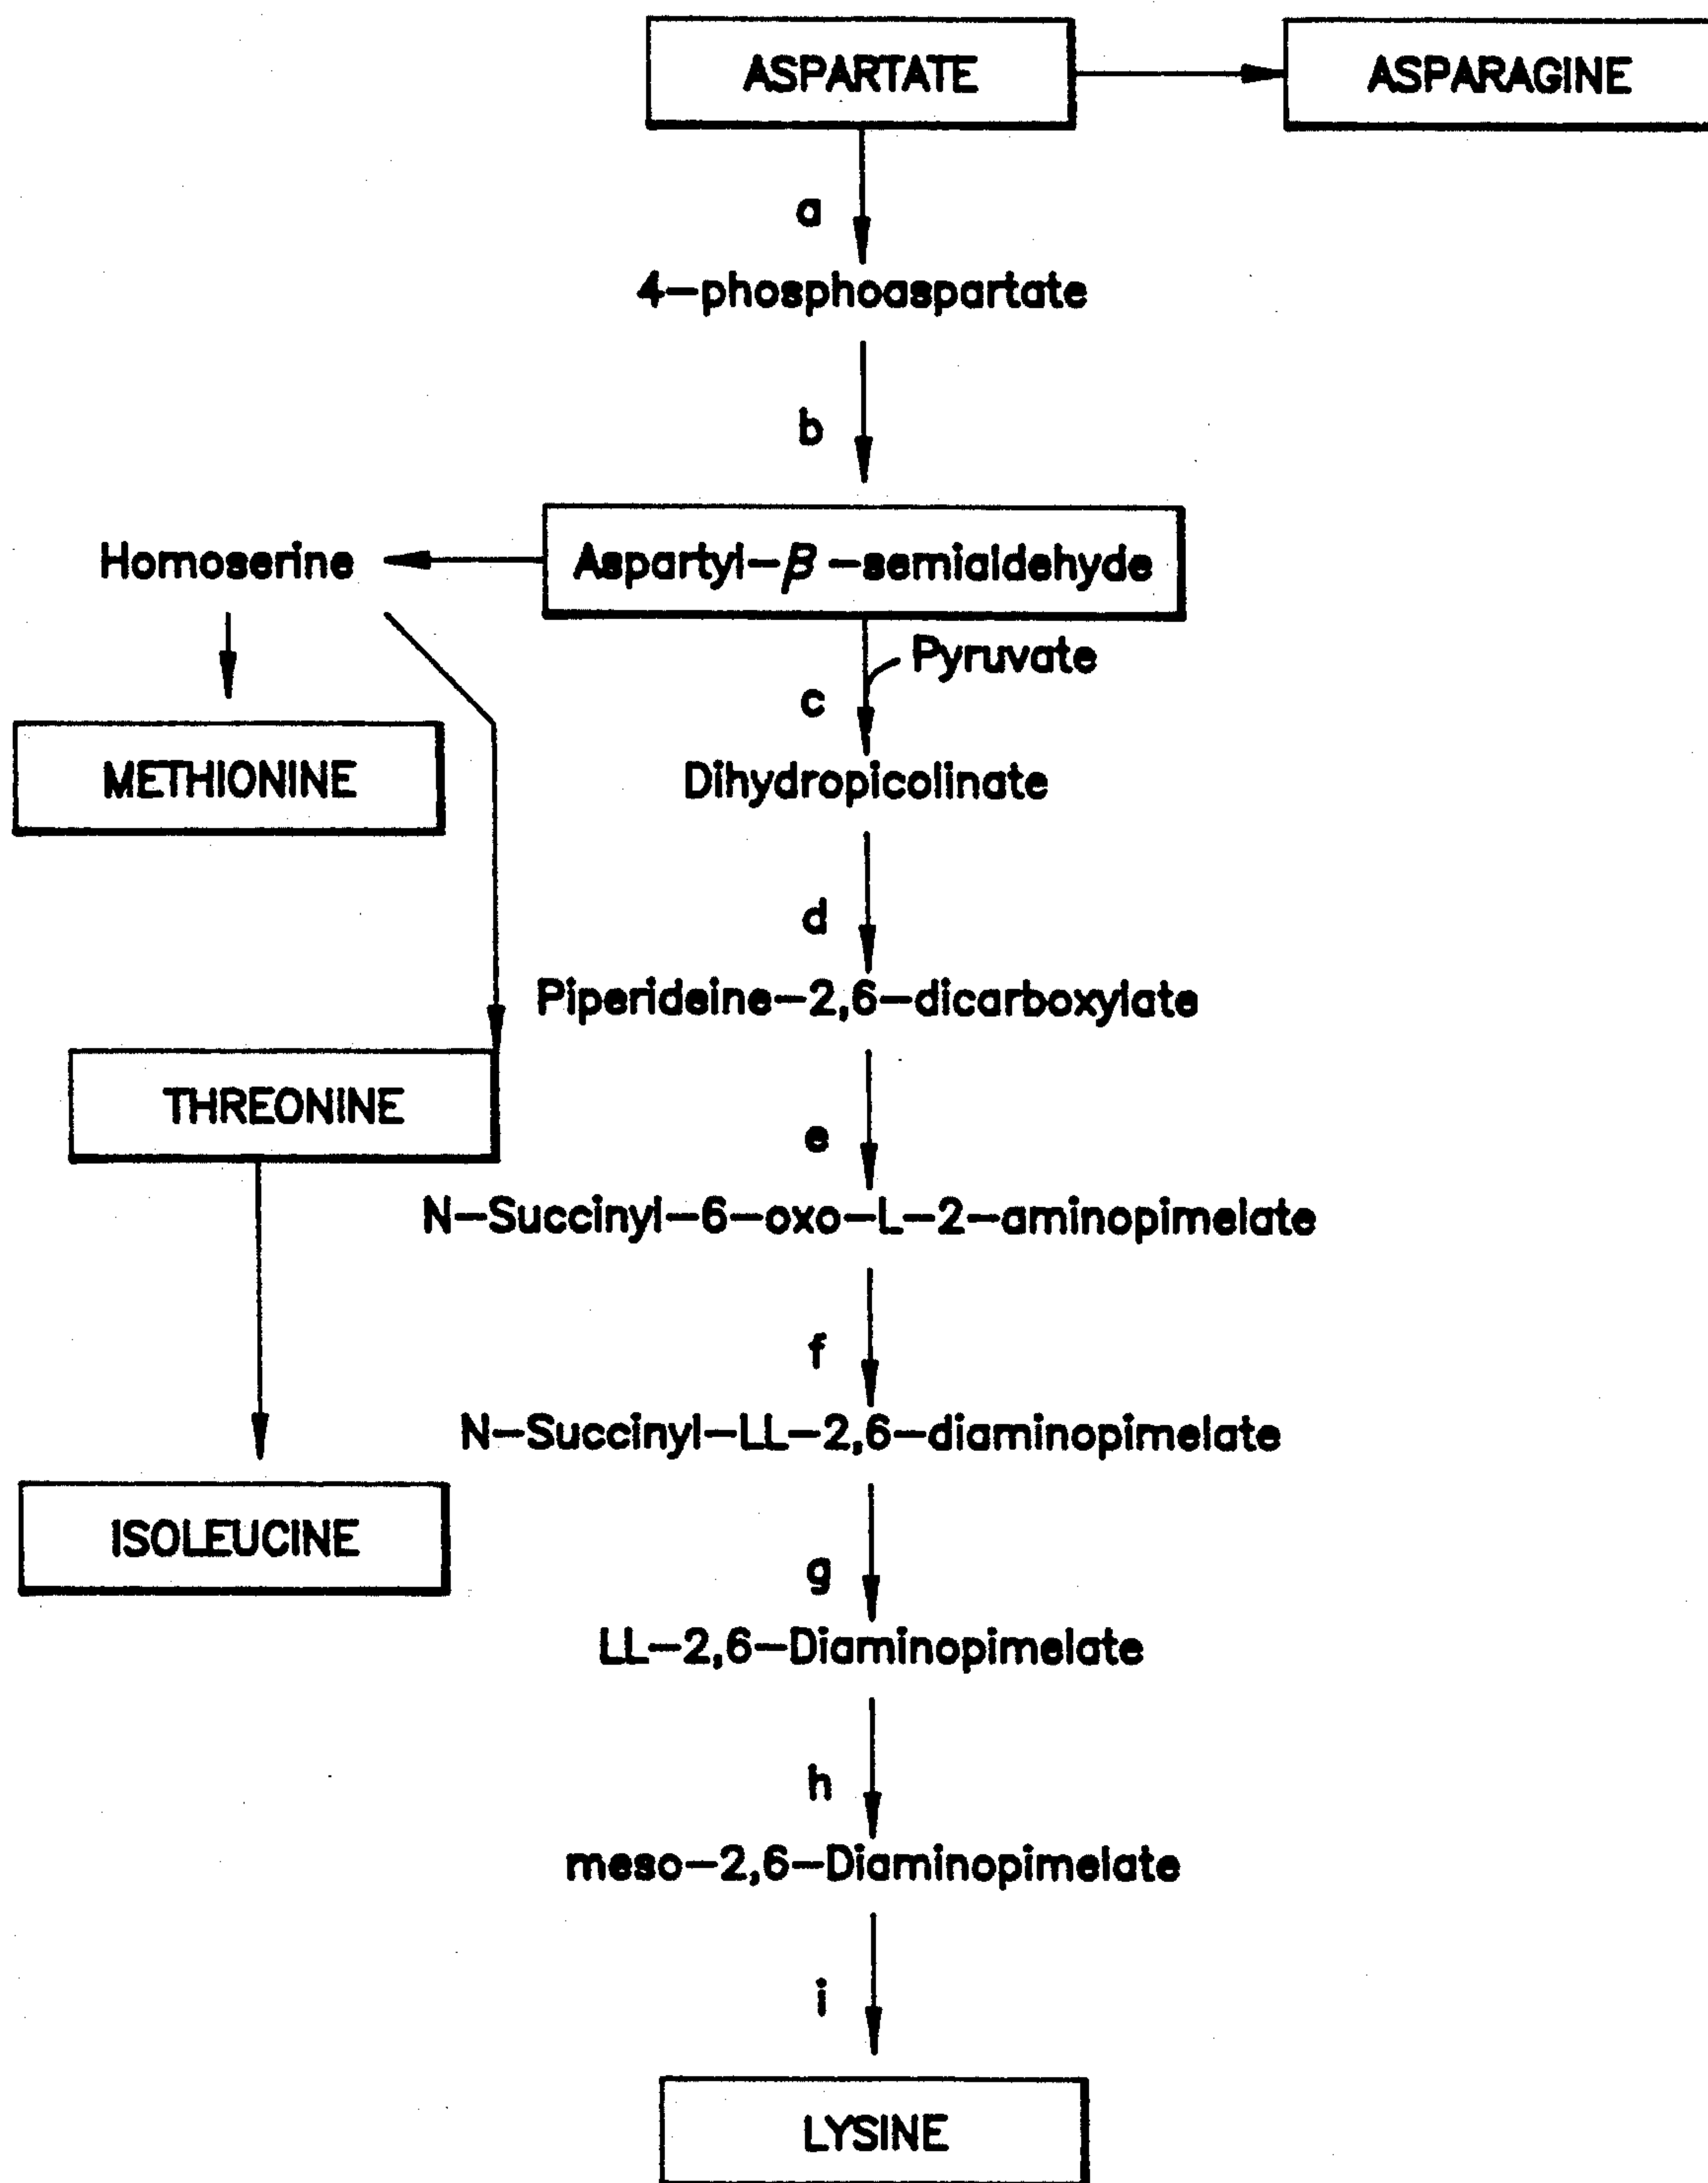 ASPARTATE
ASPARAGINE
a
4-phosphoaspartate
b
Homoserine
Aspartyl-β-semialdehyde
Pyruvate
c
METHIONINE
Dihydropicolinate
d
Piperideine-2,6-dicarboxylate
THREONINE
e
N-Succinyl-6-oxo-L-2-aminopimelate
f
N-Succinyl-LL-2,6-diaminopimelate
ISOLEUCINE
g
LL-2,6-Diaminopimelate
h
meso-2,6-Diaminopimelate
i
LYSINE